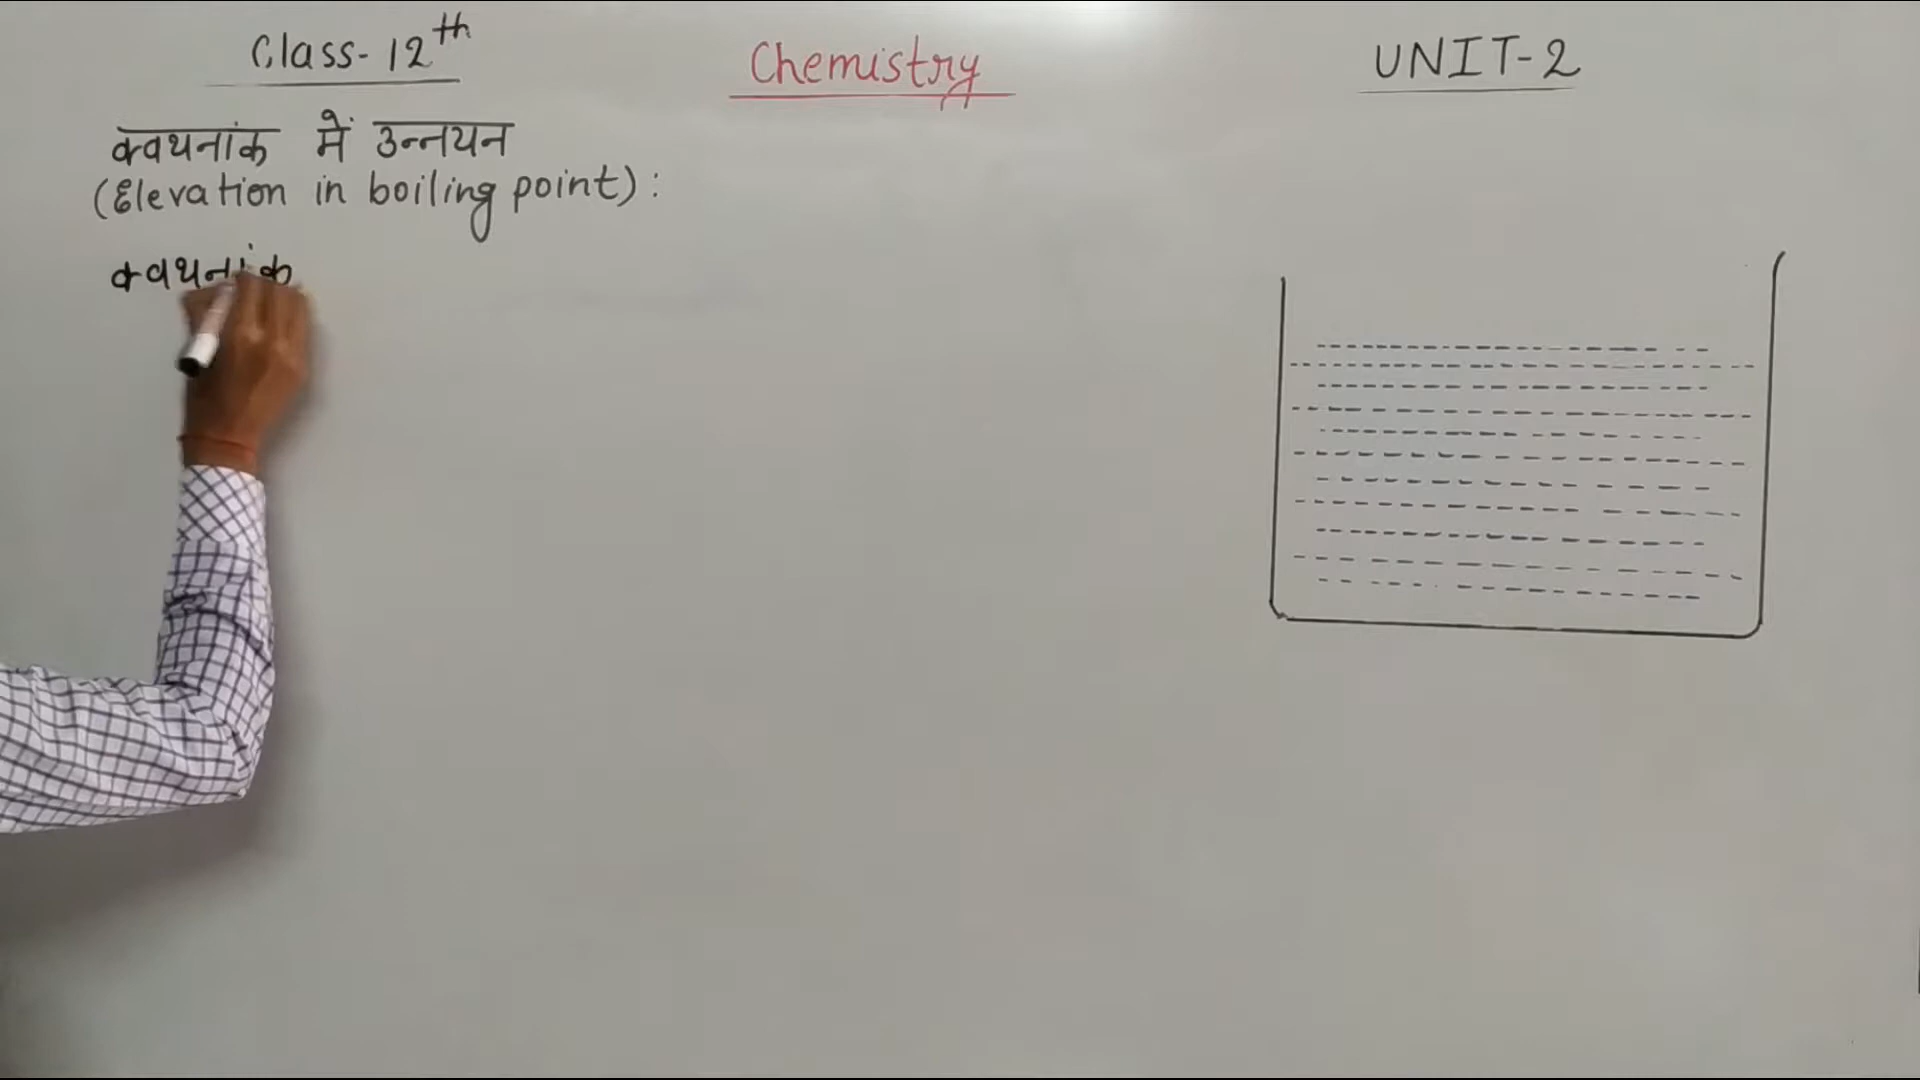 Class-12th
Chemistry
UNIT-2
क्वथनांक में उन्नयन
(Elevation in boiling point):
क्वथनांक